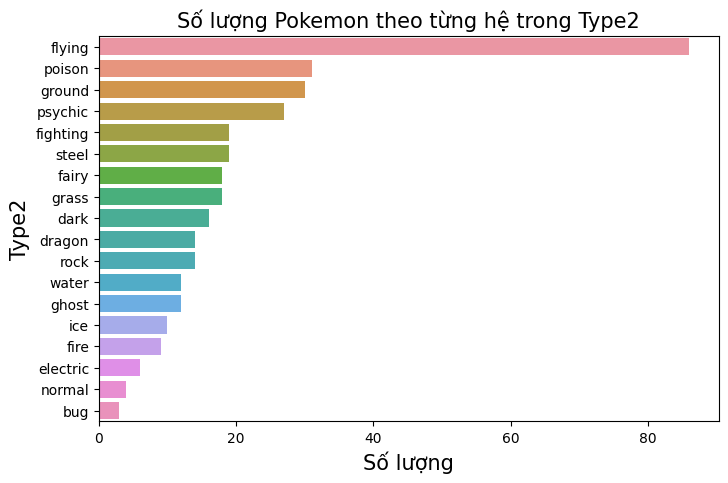 Số lượng Pokemon theo từng hệ trong Type2
Type2
flying
poison
ground
psychic
fighting
steel
fairy
grass
dark
dragon
rock
water
ghost
ice
fire
electric
normal
bug
0 20 40 60 80
Số lượng